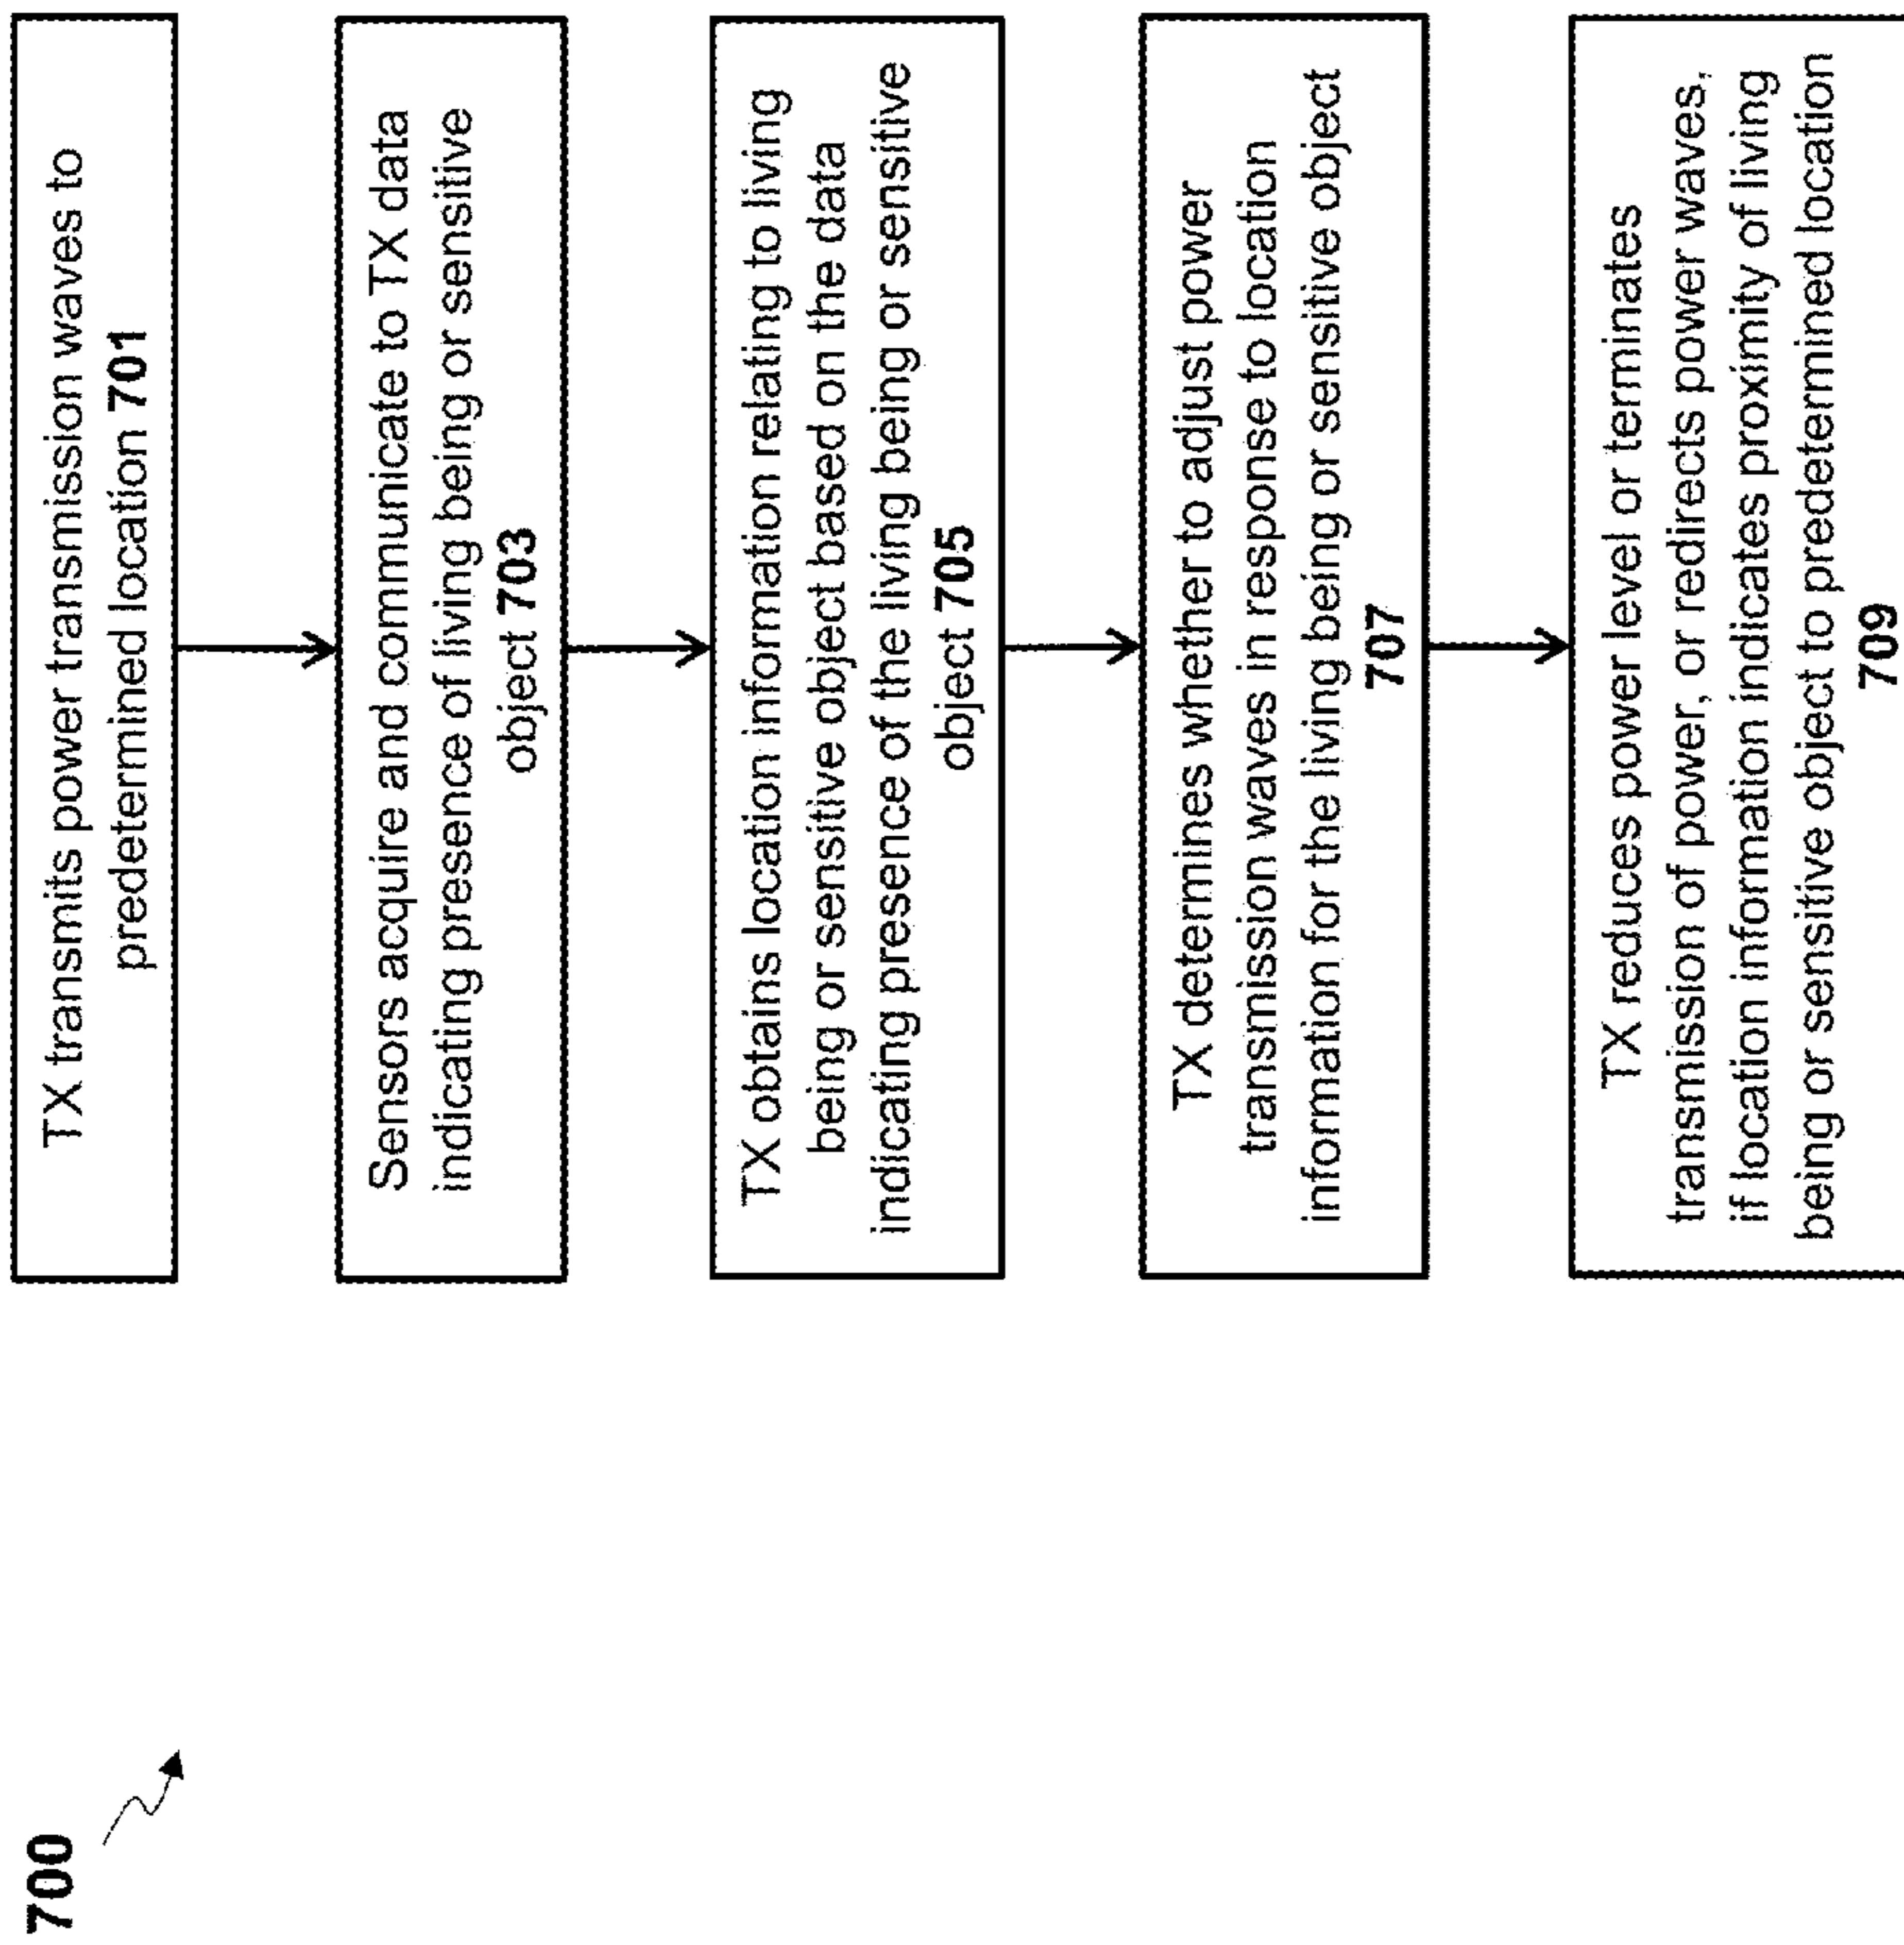 700
TX transmits power transmission waves to
predetermined location 701
Sensors acquire and communicate to TX data
indicating presence of living being or sensitive
object 703
TX obtains location information relating to living
being or sensitive object based on the data
indicating presence of the living being or sensitive
object 705
TX determines whether to adjust power
transmission waves in response to location
information for the living being or sensitive object
707
TX reduces power level or terminates
transmission of power, or redirects power waves,
if location information indicates proximity of living
being or sensitive object to predetermined location
709